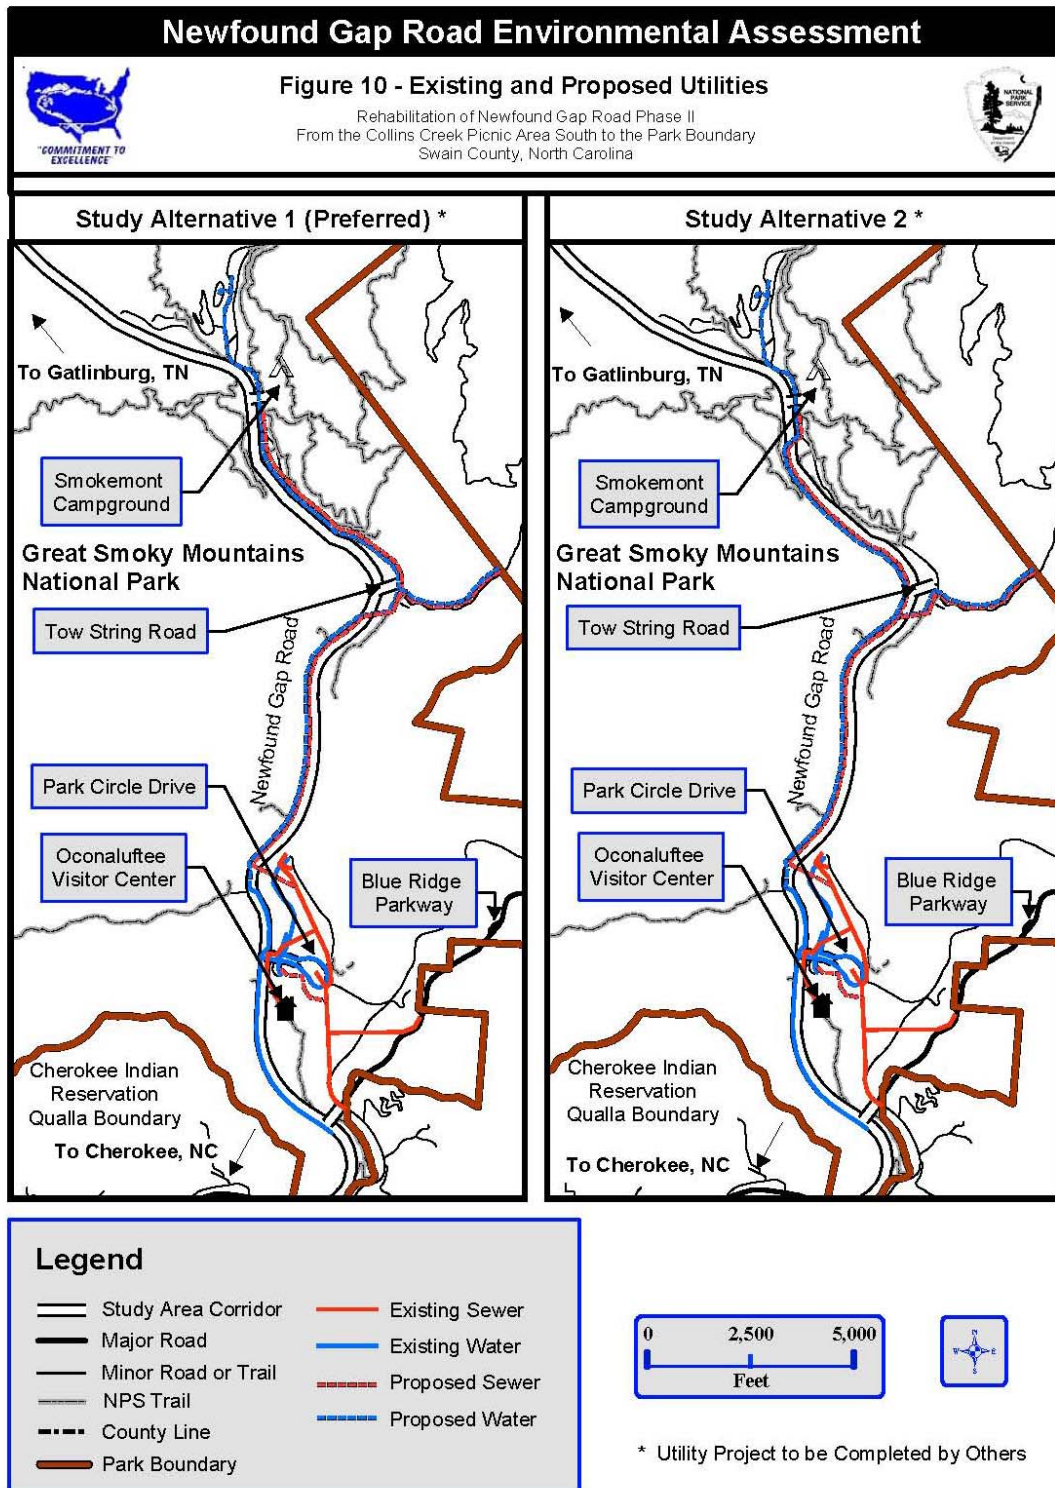 Newfound Gap Road Environmental Assessment
"COMMITMENT TO
EXCELLENCE"
Figure 10 - Existing and Proposed Utilities
Rehabilitation of Newfound Gap Road Phase II
From the Collins Creek Picnic Area South to the Park Boundary
Swain County, North Carolina
NATIONAL
PARK
SERVICE
Study Alternative 1 (Preferred) *
To Gatlinburg, TN
Smokemont
Campground
Great Smoky Mountains
National Park
Tow String Road
Newfound Gap Road
Park Circle Drive
Oconaluftee
Visitor Center
Blue Ridge
Parkway
Cherokee Indian
Reservation
Qualla Boundary
To Cherokee, NC
Study Alternative 2 *
To Gatlinburg, TN
Smokemont
Campground
Great Smoky Mountains
National Park
Tow String Road
Newfound Gap Road
Park Circle Drive
Oconaluftee
Visitor Center
Blue Ridge
Parkway
Cherokee Indian
Reservation
Qualla Boundary
To Cherokee, NC
Legend
Study Area Corridor
Major Road
Minor Road or Trail
NPS Trail
County Line
Park Boundary
Existing Sewer
Existing Water
Proposed Sewer
Proposed Water
0 2,500 5,000
Feet
N
W E
S
* Utility Project to be Completed by Others